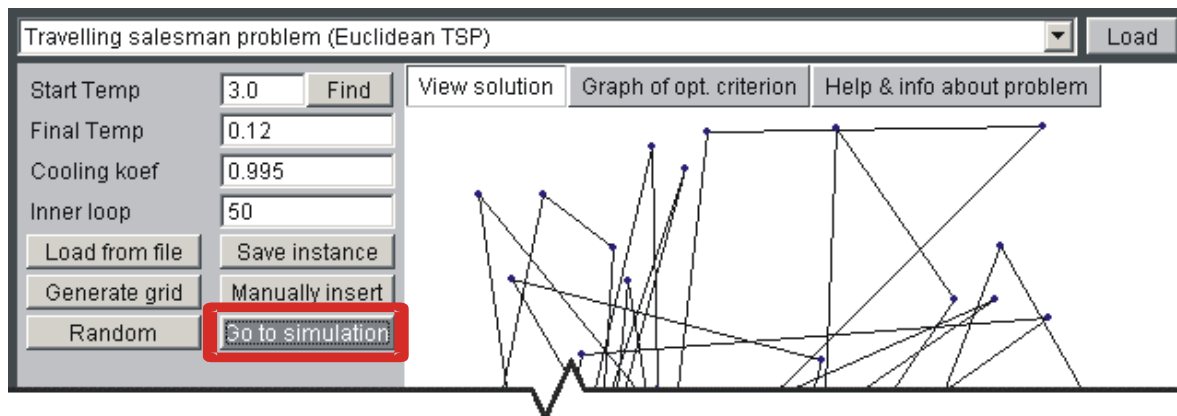 Travelling salesman problem (Euclidean TSP) Load
Start Temp 3.0 Find View solution Graph of opt. criterion Help & info about problem
Final Temp 0.12
Cooling koef 0.995
Inner loop 50
Load from file Save instance
Generate grid Manually insert
Random Go to simulation